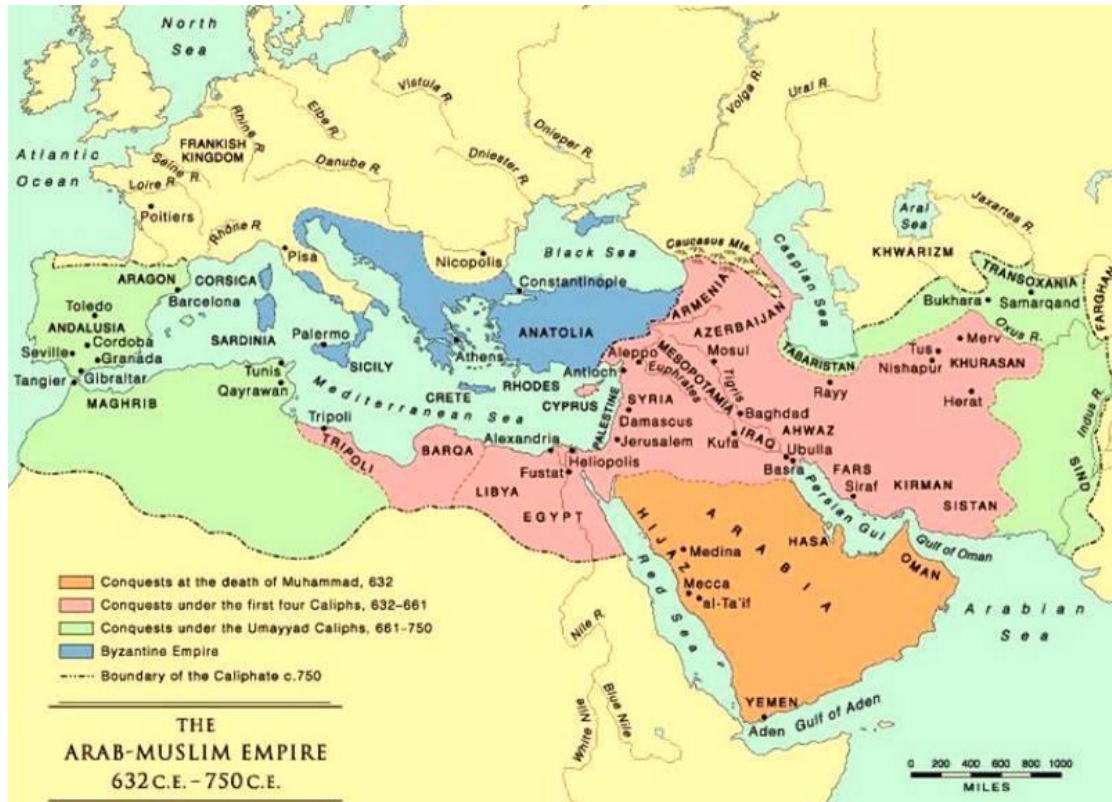 North
Sea
Atlantic
Ocean
Vistula R.
Elbe R.
Rhine R.
FRANKISH
KINGDOM
Seine R.
Loire R.
Danube R.
Dniester R.
Dnieper R.
Volga R.
Ural R.
Poitiers
Rhône R.
Pisa
Nicopolis
Black Sea
Caucasus Mts.
Caspian Sea
Aral
Sea
Jaxartes R.
KHWARIZM
TRANSOXANIA
FARGHANA
Bukhara
Samarqand
Oxus R.
ARAGON
CORSICA
Barcelona
Toledo
ANDALUSIA
Cordoba
Seville
Granada
Tangier
Gibraltar
MAGHRIB
SARDINIA
Palermo
SICILY
Tunis
Qayrawan
Constantinople
ANATOLIA
Athens
RHODES
CRETE
CYPRUS
Mediterranean Sea
ARMENIA
AZERBAIJAN
TABARISTAN
Aleppo
Antioch
Mosul
MESOPOTAMIA
Euphrates
Tigris
SYRIA
Damascus
PALESTINE
Jerusalem
Baghdad
Kufa
IRAQ
AHWAZ
Ubulla
Basra
Rayy
Tus
Nishapur
Merv
KHURASAN
Herat
FARS
Siraf
KIRMAN
SISTAN
Indus R.
SIND
Tripoli
TRIPOLI
BARQA
Alexandria
Heliopolis
Fustat
LIBYA
EGYPT
Persian Gulf
Gulf of Oman
HIJAZ
ARABIA
HASA
OMAN
Medina
Mecca
al-Ta'if
Red Sea
Arabian
Sea
YEMEN
Aden
Gulf of Aden
Nile R.
White Nile
Blue Nile
Conquests at the death of Muhammad, 632
Conquests under the first four Caliphs, 632–661
Conquests under the Umayyad Caliphs, 661–750
Byzantine Empire
Boundary of the Caliphate c.750
THE
ARAB-MUSLIM EMPIRE
632 C.E. – 750 C.E.
0 200 400 600 800 1000
MILES